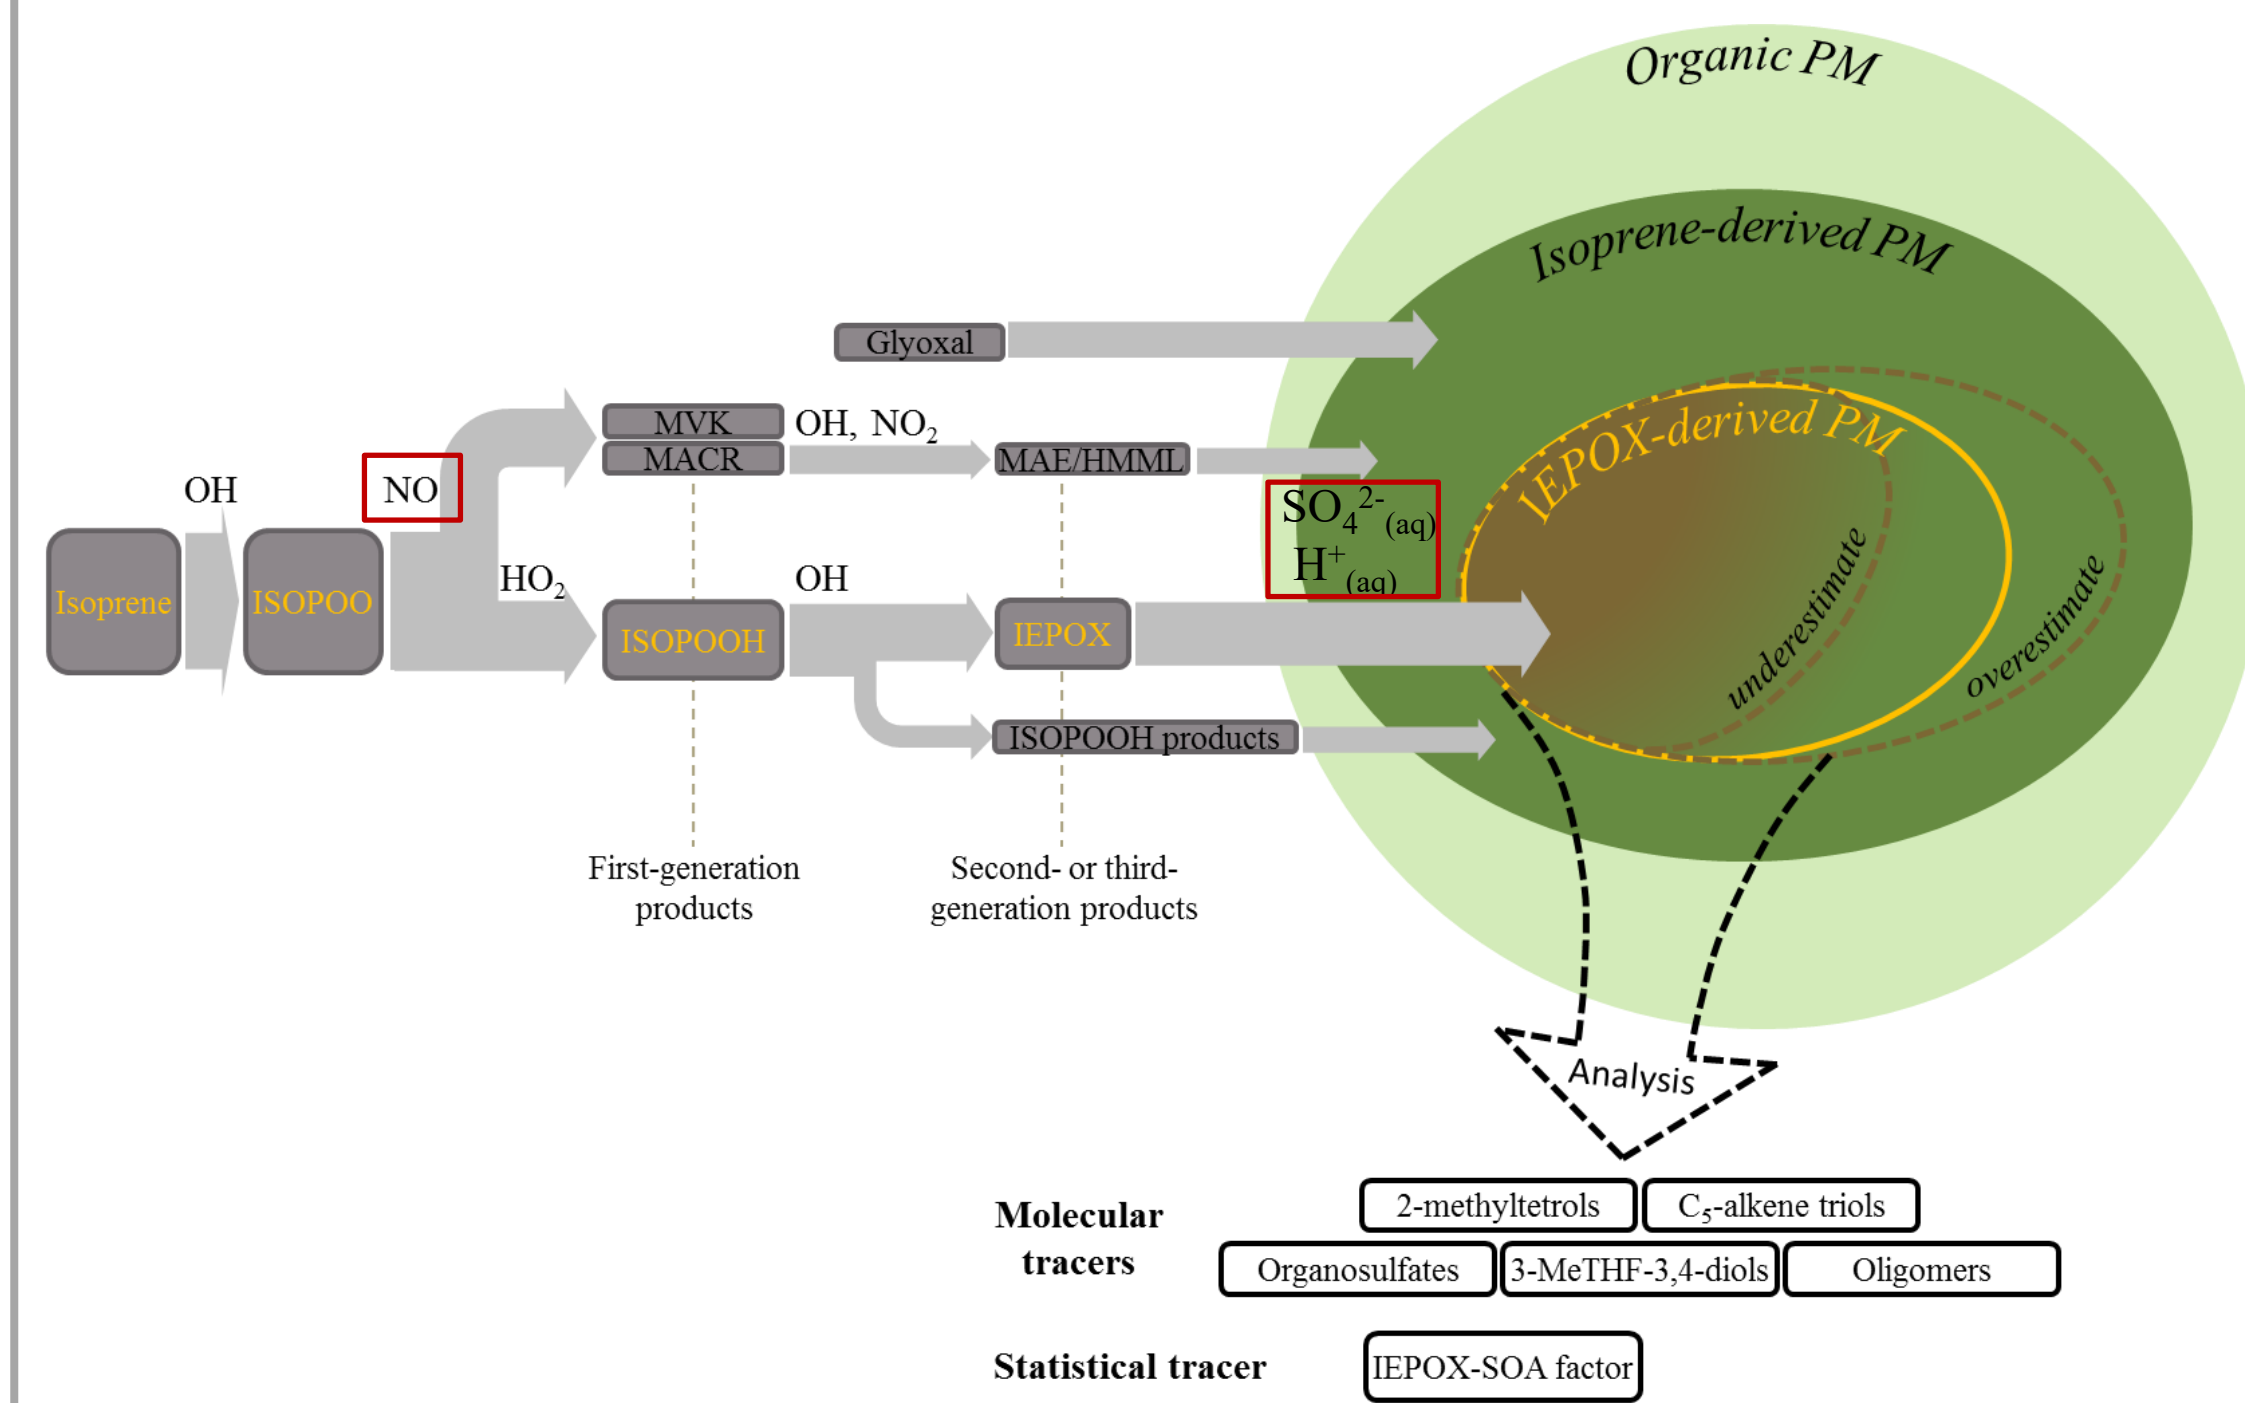 Organic PM
Isoprene-derived PM
Glyoxal
IEPOX-derived PM
MVK
OH, NO₂
MACR
MAE/HMML
OH
NO
SO₄²⁻(aq)
H⁺(aq)
HO₂
OH
Isoprene
ISOPOO
ISOPOOH
IEPOX
underestimate
overestimate
ISOPOOH products
First-generation
products
Second- or third-
generation products
Analysis
Molecular
tracers
2-methyltetrols
C₅-alkene triols
Organosulfates
3-MeTHF-3,4-diols
Oligomers
Statistical tracer
IEPOX-SOA factor